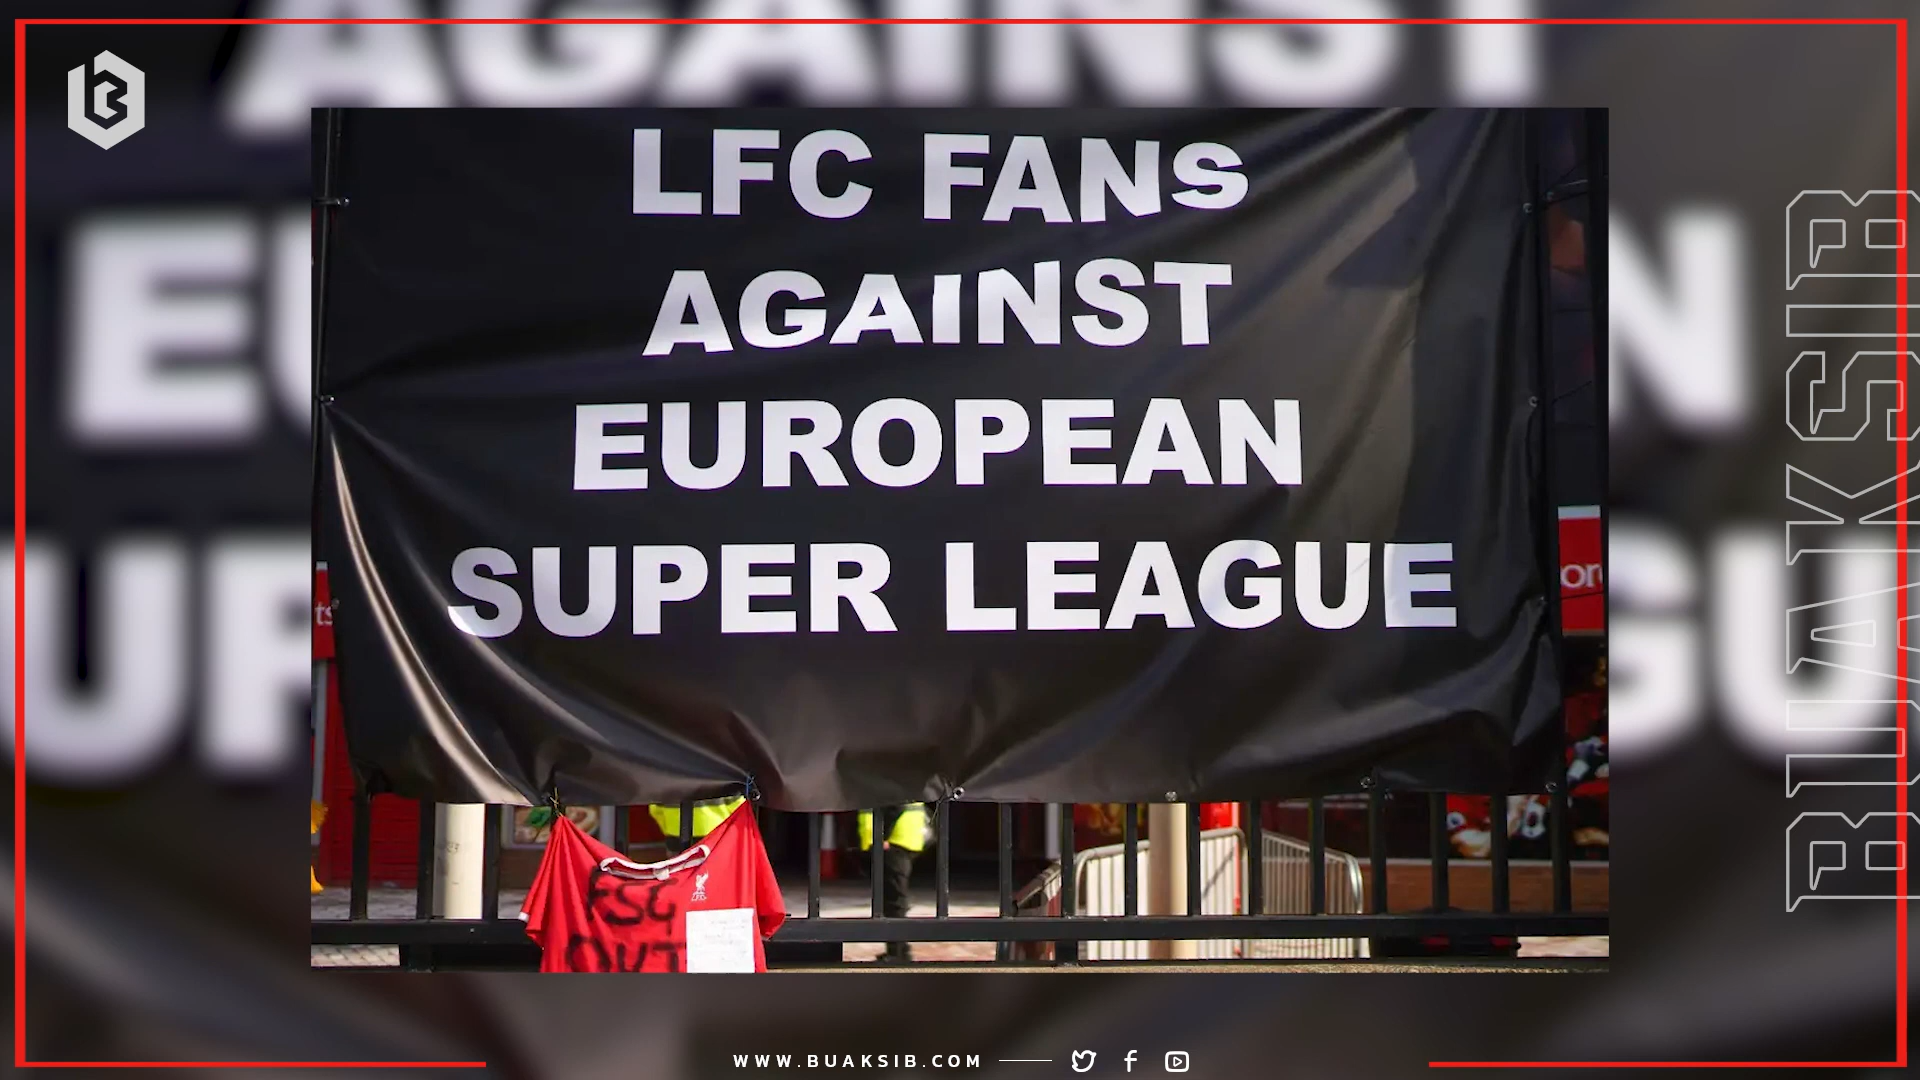 LFC FANS
AGAINST
EUROPEAN
SUPER LEAGUE
FSG
OUT
BUAKSIB
WWW.BUAKSIB.COM